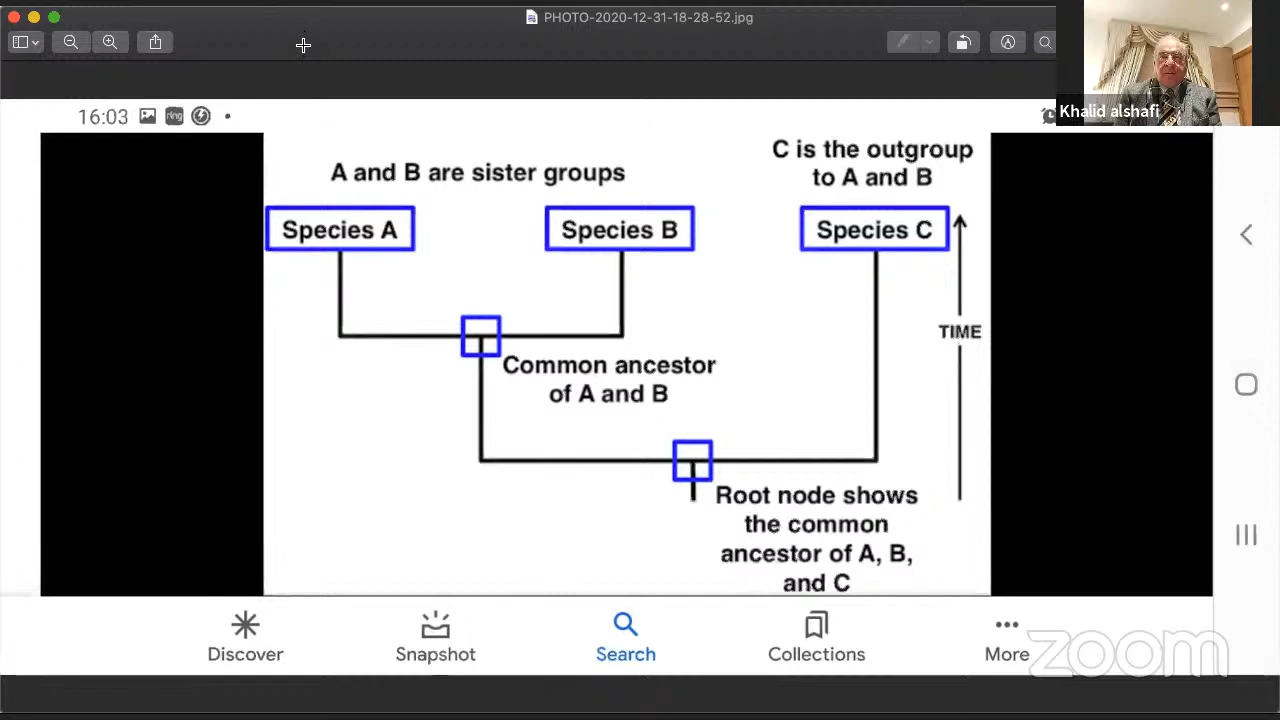 PHOTO-2020-12-31-18-28-52.jpg
Khalid alshafi
16:03
ring
A and B are sister groups
C is the outgroup
to A and B
Species A
Species B
Species C
TIME
Common ancestor
of A and B
Root node shows
the common
ancestor of A, B,
and C
Discover
Snapshot
Search
Collections
More
zoom